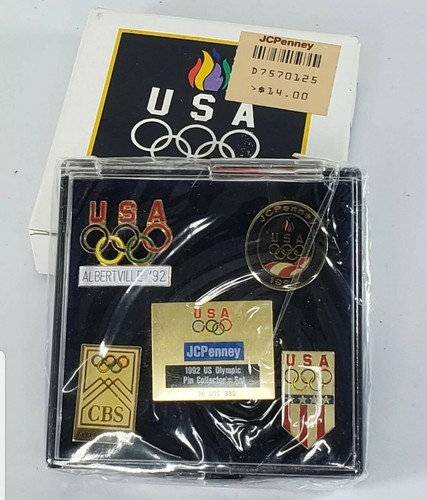 JCPenney
D7570125
>$14.00
USA
USA
ALBERTVILLE '92
JCPenney
USA
USA
JCPenney
1992 US Olympic
Pin Collector's Set
CBS
USA